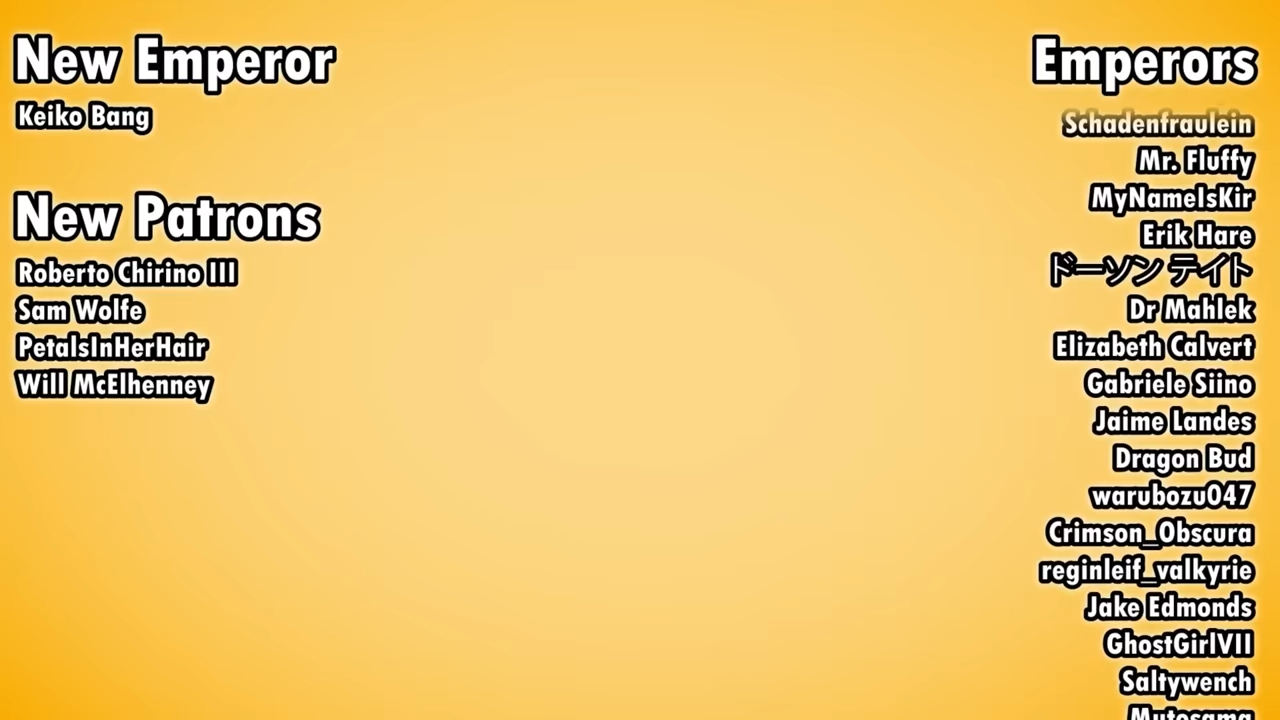 New Emperor
Keiko Bang
New Patrons
Roberto Chirino III
Sam Wolfe
PetalsInHerHair
Will McElhenney
Emperors
Schadenfraulein
Mr. Fluffy
MyNameIsKir
Erik Hare
ドーソン テイト
Dr Mahlek
Elizabeth Calvert
Gabriele Siino
Jaime Landes
Dragon Bud
warubozu047
Crimson_Obscura
reginleif_valkyrie
Jake Edmonds
GhostGirlVII
Saltywench